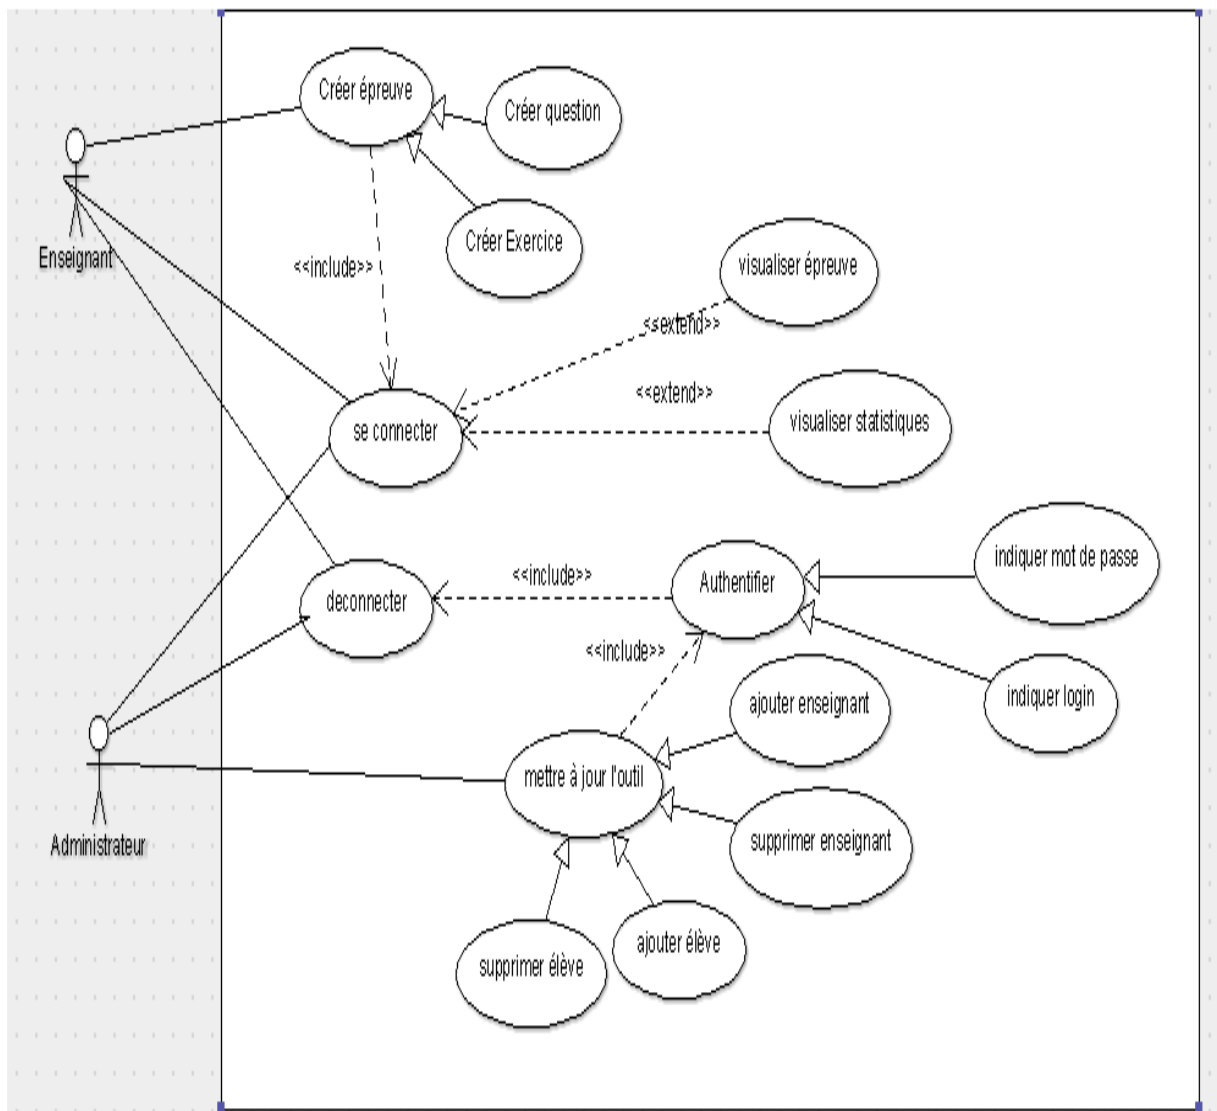 Créer épreuve
Créer question
Enseignant
Créer Exercice
<<include>>
visualiser épreuve
<<extend>>
<<extend>>
visualiser statistiques
se connecter
indiquer mot de passe
<<include>>
Authentifier
deconnecter
<<include>>
indiquer login
ajouter enseignant
mettre à jour l'outil
Administrateur
supprimer enseignant
ajouter élève
supprimer élève